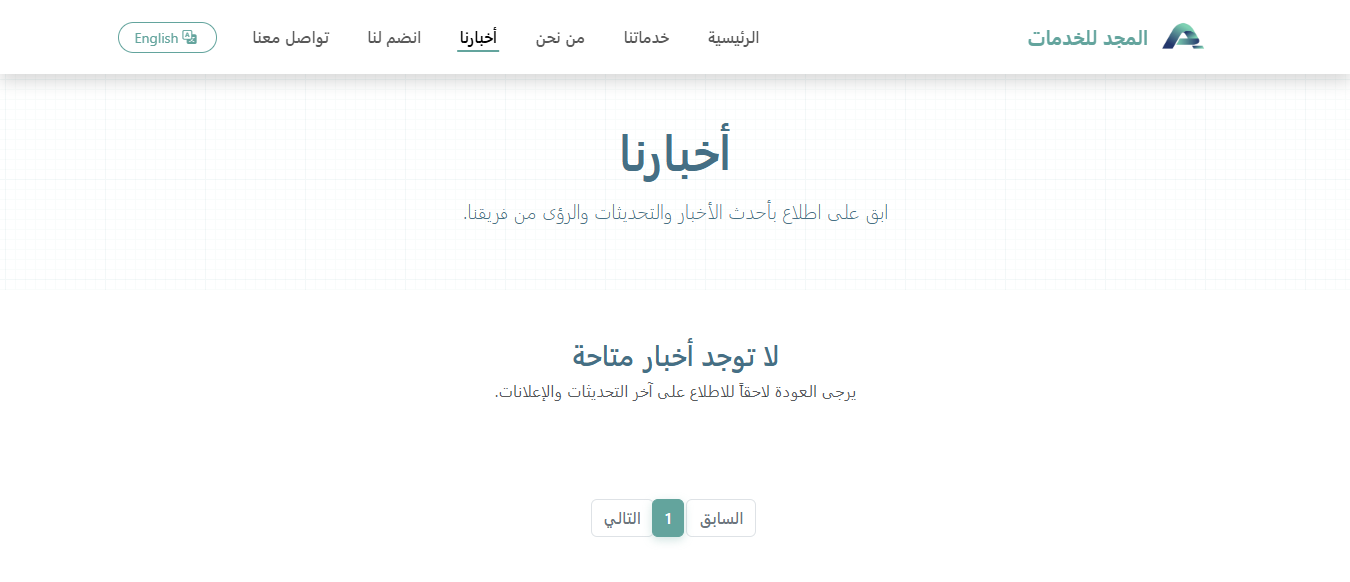 المجد للخدمات
الرئيسية خدماتنا من نحن أخبارنا انضم لنا تواصل معنا English
أخبارنا
ابق على اطلاع بأحدث الأخبار والتحديثات والرؤى من فريقنا.
لا توجد أخبار متاحة
يرجى العودة لاحقاً للاطلاع على آخر التحديثات والإعلانات.
السابق 1 التالي